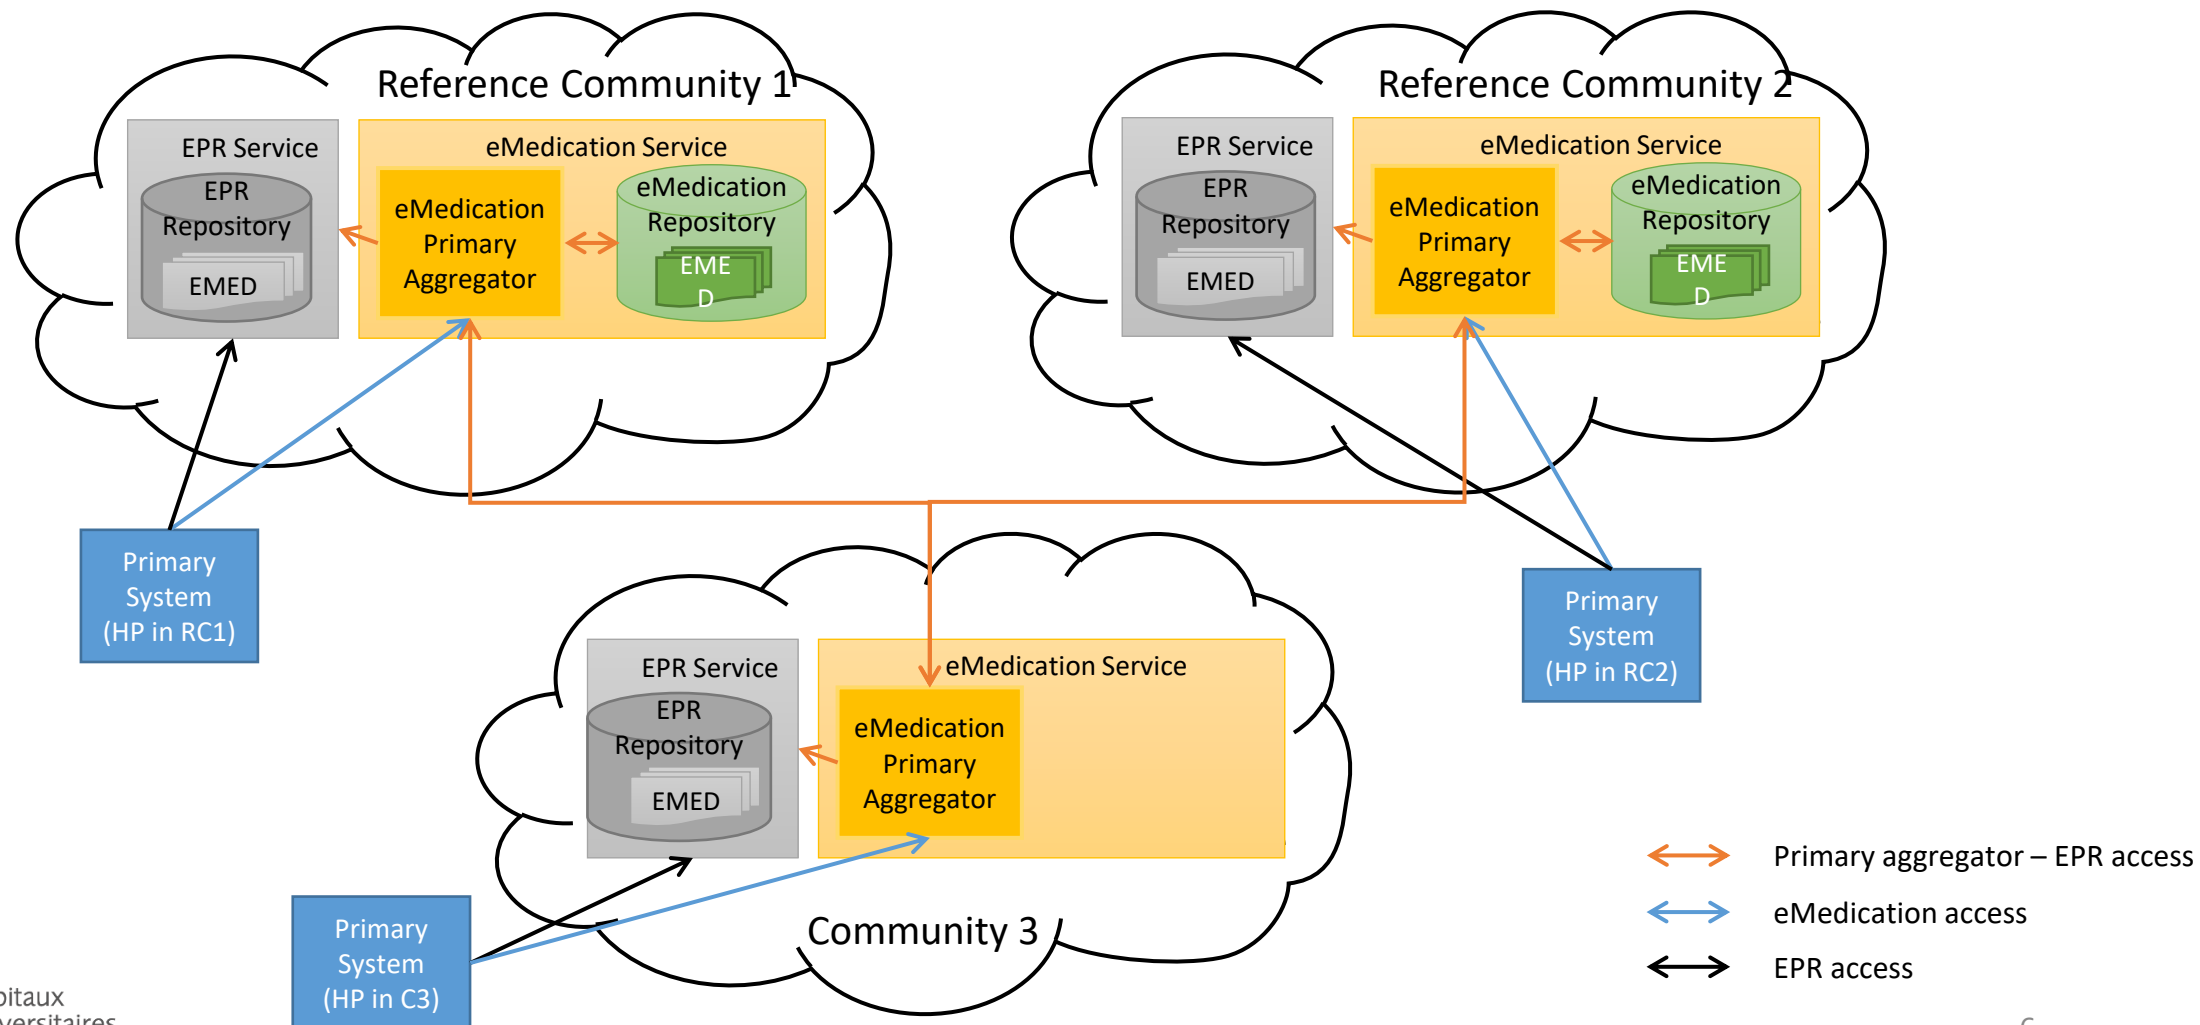 Reference Community 1
EPR Service
EPR
Repository
EMED
eMedication Service
eMedication
Primary
Aggregator
eMedication
Repository
EME
D
Reference Community 2
EPR Service
EPR
Repository
EMED
eMedication Service
eMedication
Primary
Aggregator
eMedication
Repository
EME
D
Primary
System
(HP in RC1)
Primary
System
(HP in RC2)
EPR Service
EPR
Repository
EMED
eMedication Service
eMedication
Primary
Aggregator
Community 3
Primary
System
(HP in C3)
Primary aggregator – EPR access
eMedication access
EPR access